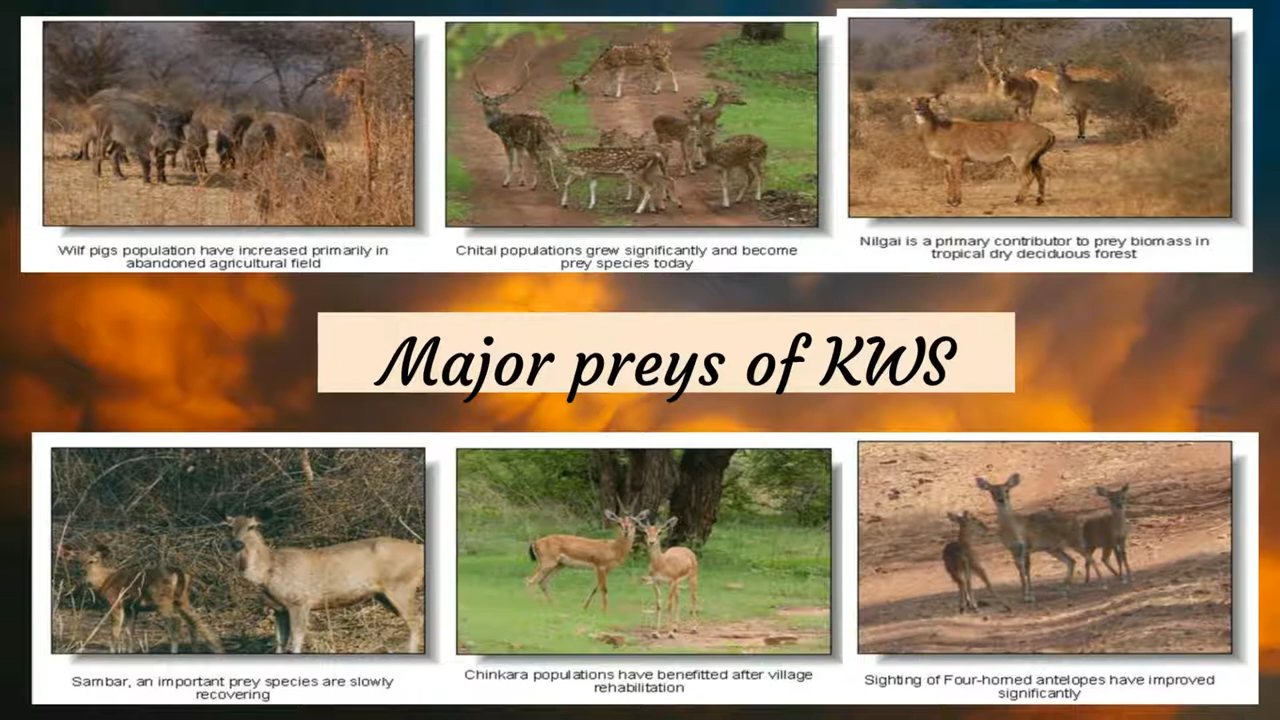 Wilf pigs population have increased primarily in
abandoned agricultural field
Chital populations grew significantly and become
prey species today
Nilgai is a primary contributor to prey biomass in
tropical dry deciduous forest
Major preys of KWS
Sambar, an important prey species are slowly
recovering
Chinkara populations have benefitted after village
rehabilitation
Sighting of Four-horned antelopes have improved
significantly